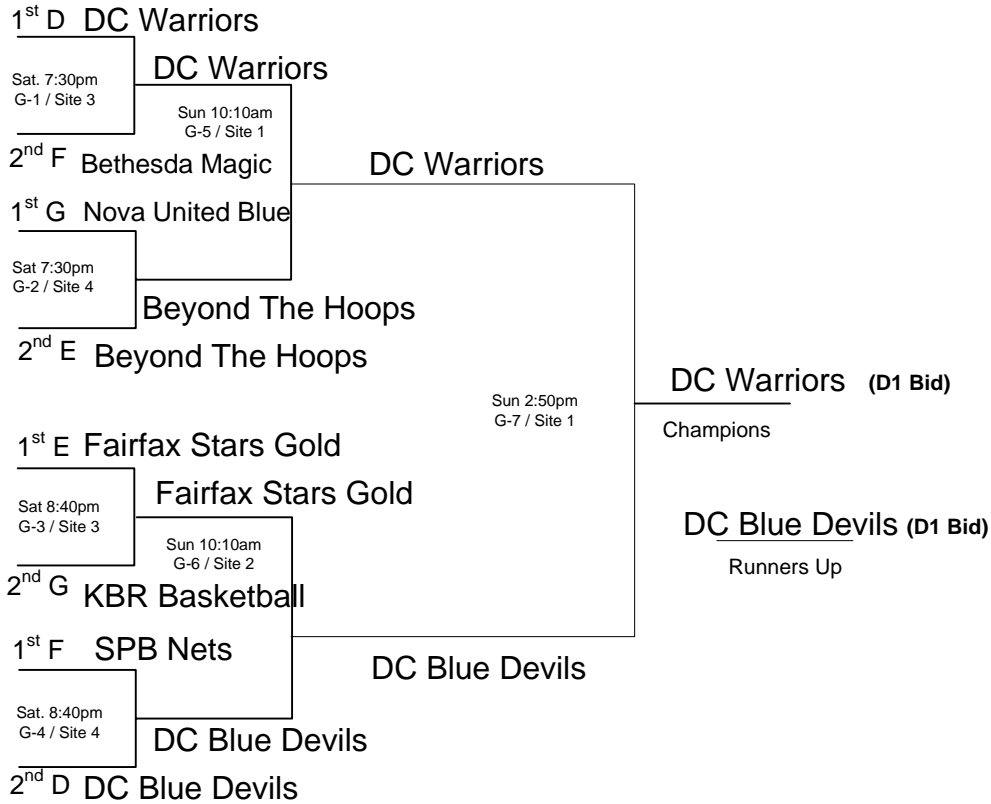 1st D DC Warriors
DC Warriors
Sat. 7:30pm
G-1 / Site 3
Sun 10:10am
G-5 / Site 1
2nd F Bethesda Magic
DC Warriors
1st G Nova United Blue
Sat 7:30pm
G-2 / Site 4
Beyond The Hoops
2nd E Beyond The Hoops
DC Warriors (D1 Bid)
Sun 2:50pm
G-7 / Site 1
Champions
1st E Fairfax Stars Gold
Fairfax Stars Gold
Sat 8:40pm
G-3 / Site 3
DC Blue Devils (D1 Bid)
Sun 10:10am
G-6 / Site 2
Runners Up
2nd G KBR Basketball
1st F SPB Nets
DC Blue Devils
Sat. 8:40pm
G-4 / Site 4
DC Blue Devils
2nd D DC Blue Devils